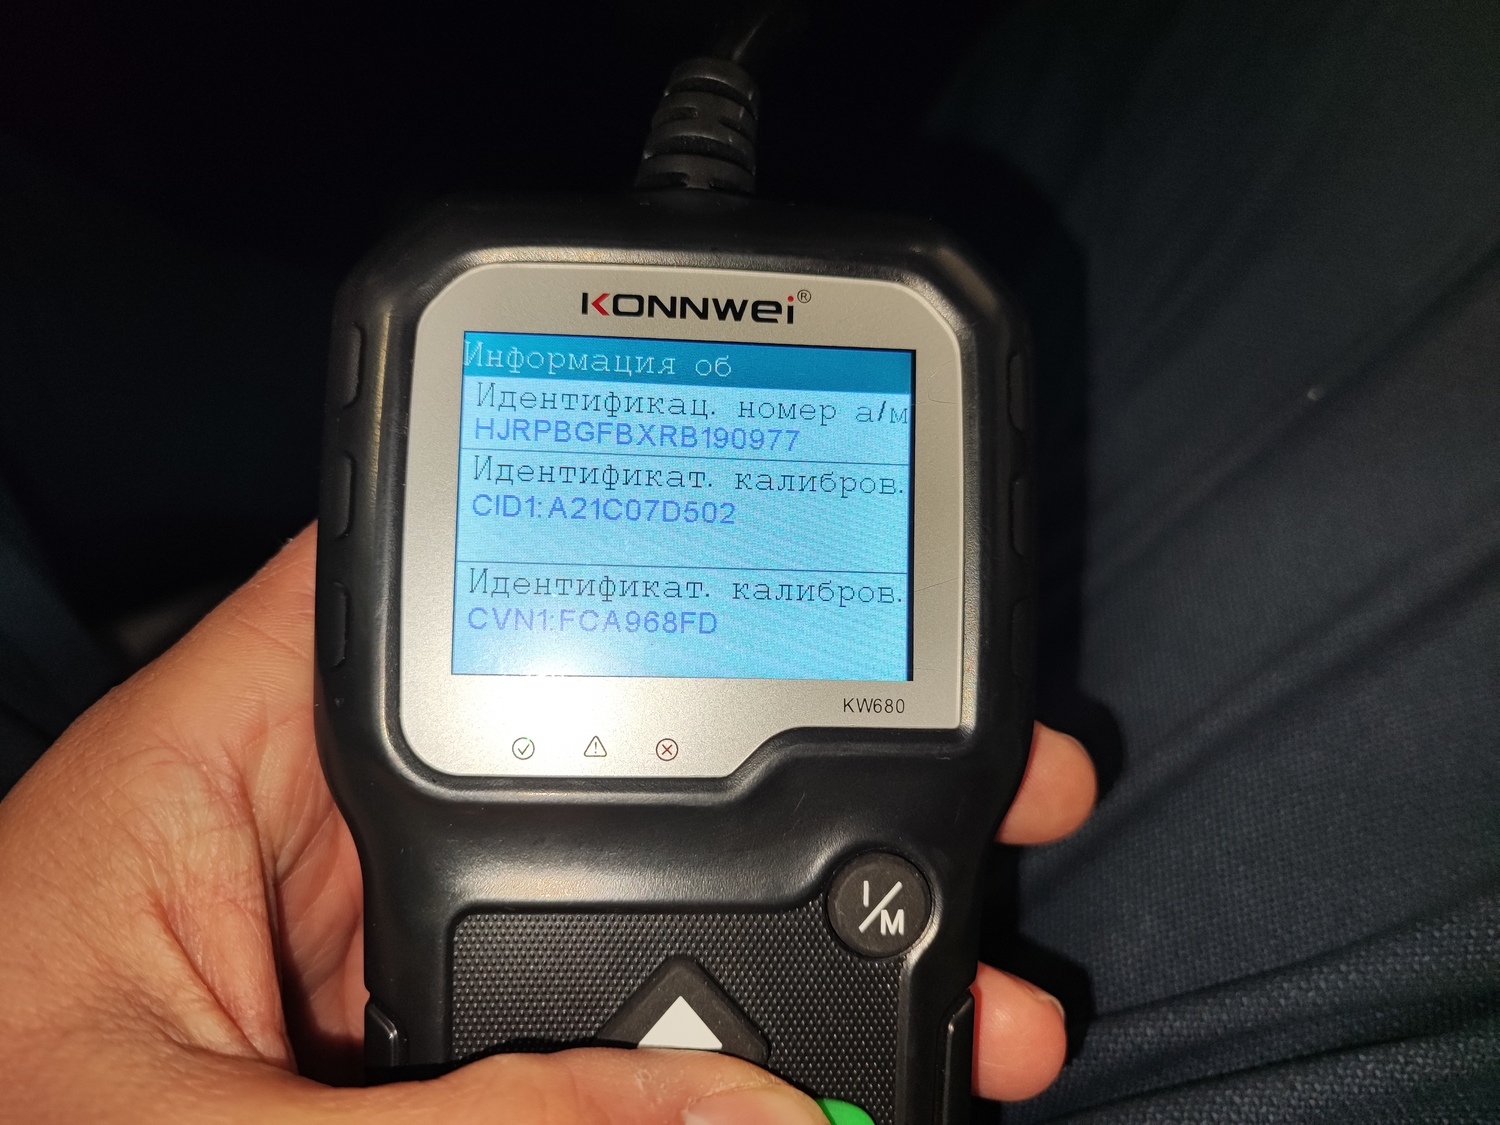 KONNWEI®
Информация об
Идентификац. номер а/м
HJRPBGFBXRB190977
Идентификат. калибров.
CID1:A21C07D502
Идентификат. калибров.
CVN1:FCA968FD
KW680
I/M